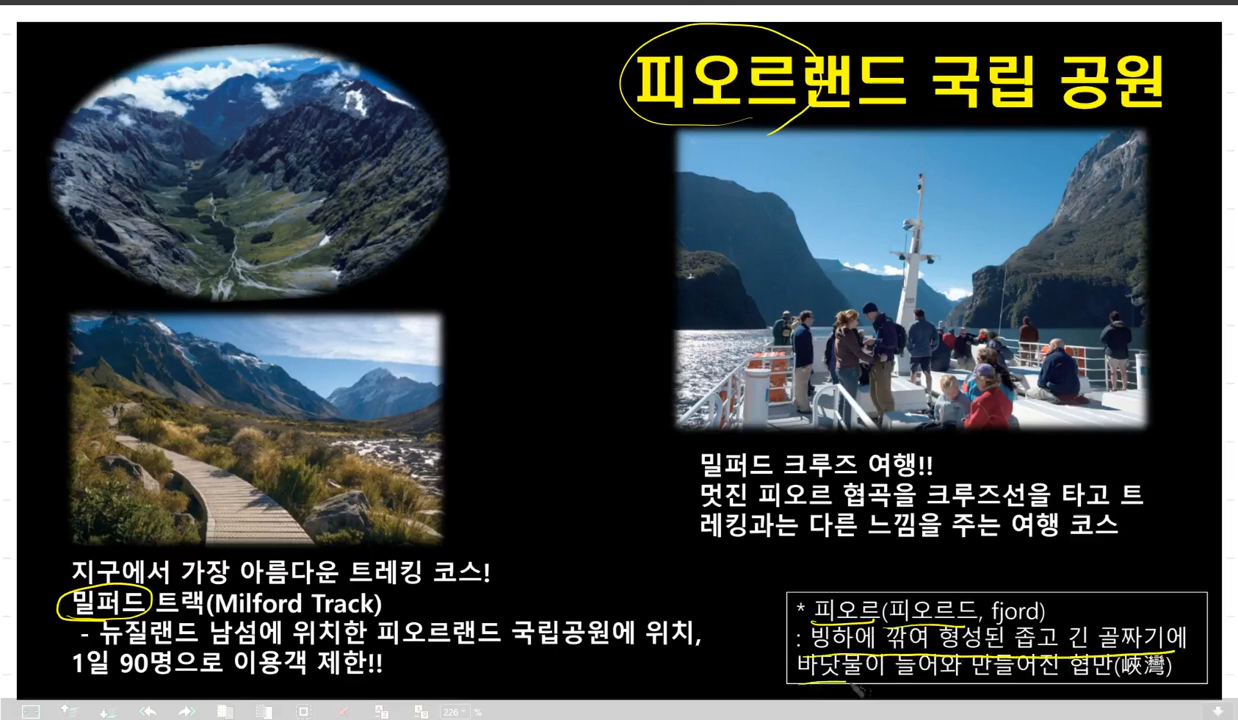 피오르랜드 국립 공원
지구에서 가장 아름다운 트레킹 코스!
밀퍼드 트랙(Milford Track)
- 뉴질랜드 남섬에 위치한 피오르랜드 국립공원에 위치,
1일 90명으로 이용객 제한!!
밀퍼드 크루즈 여행!!
멋진 피오르 협곡을 크루즈선을 타고 트
레킹과는 다른 느낌을 주는 여행 코스
* 피오르(피오르드, fjord)
: 빙하에 깎여 형성된 좁고 긴 골짜기에
바닷물이 들어와 만들어진 협만(峽灣)
226 %